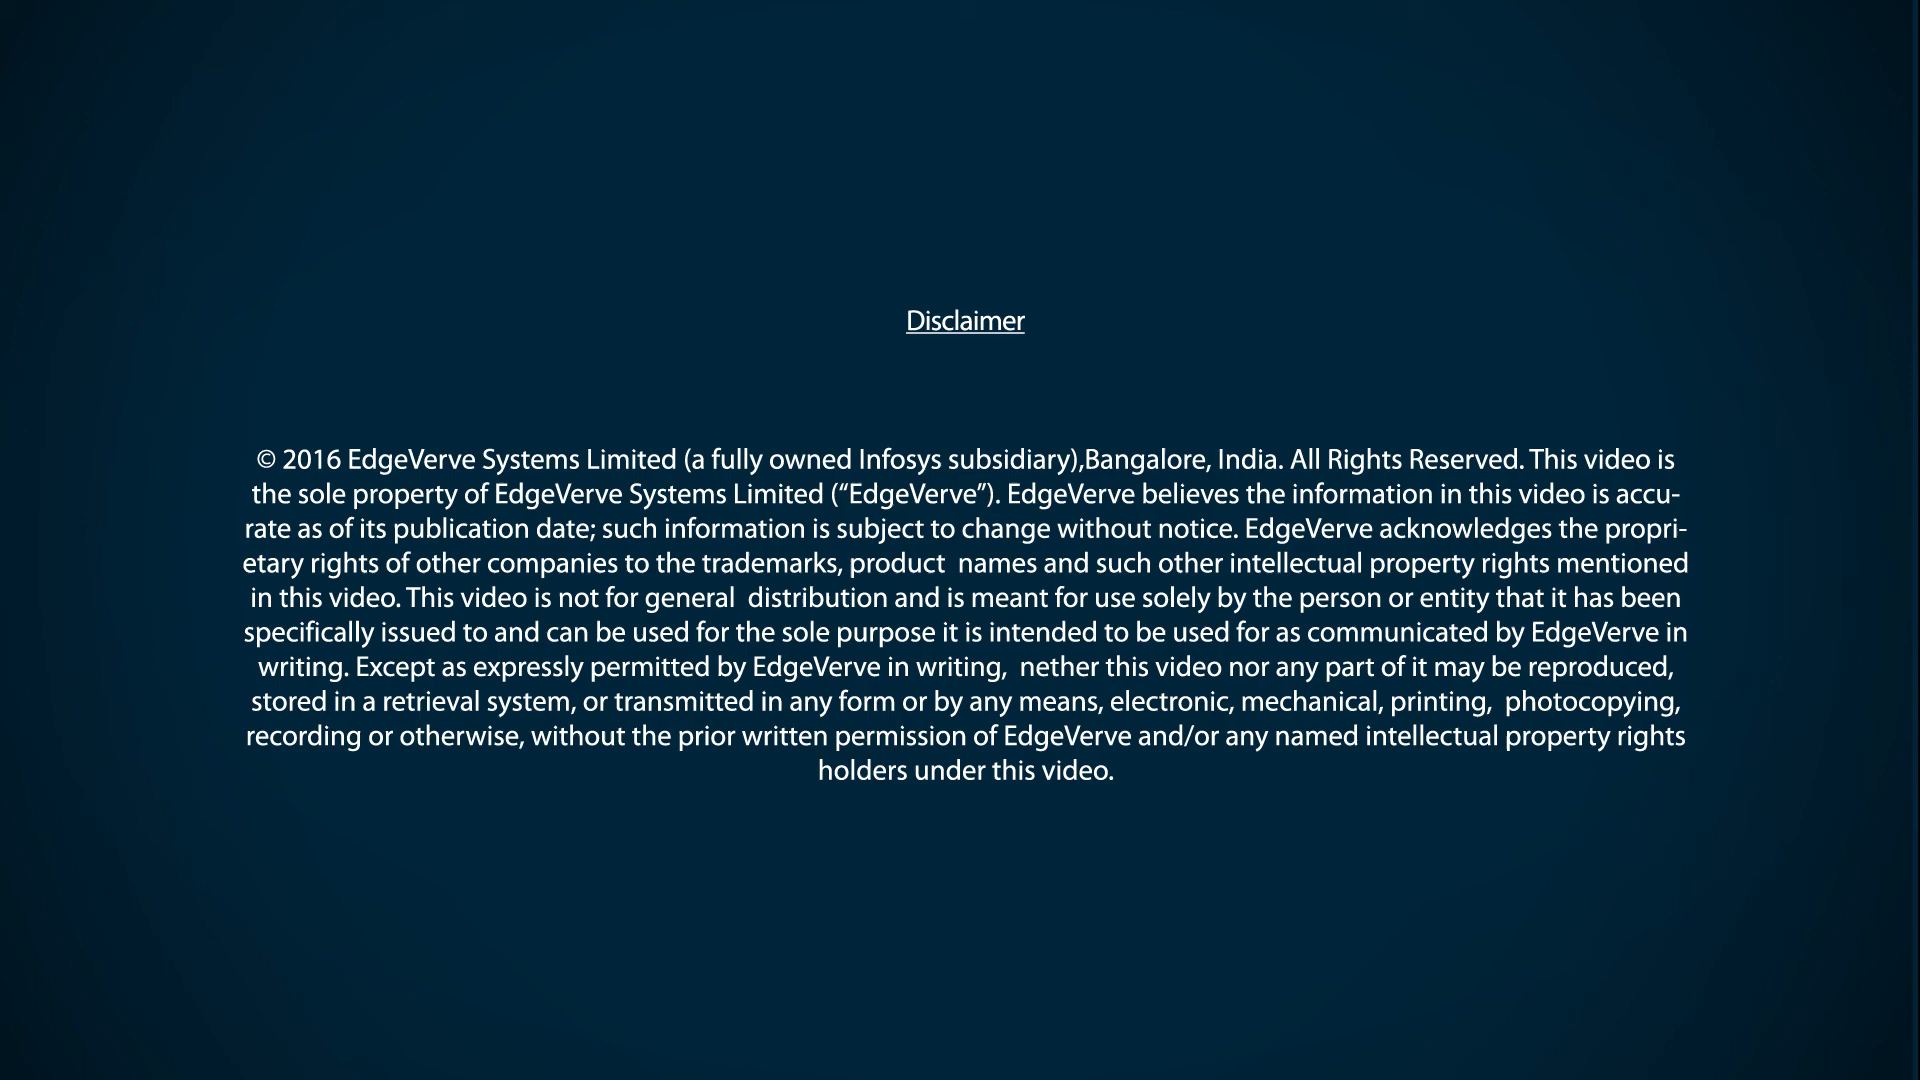 Disclaimer
© 2016 EdgeVerve Systems Limited (a fully owned Infosys subsidiary),Bangalore, India. All Rights Reserved. This video is
the sole property of EdgeVerve Systems Limited (“EdgeVerve”). EdgeVerve believes the information in this video is accu-
rate as of its publication date; such information is subject to change without notice. EdgeVerve acknowledges the propri-
etary rights of other companies to the trademarks, product  names and such other intellectual property rights mentioned
in this video. This video is not for general  distribution and is meant for use solely by the person or entity that it has been
specifically issued to and can be used for the sole purpose it is intended to be used for as communicated by EdgeVerve in
writing. Except as expressly permitted by EdgeVerve in writing,  nether this video nor any part of it may be reproduced,
stored in a retrieval system, or transmitted in any form or by any means, electronic, mechanical, printing,  photocopying,
recording or otherwise, without the prior written permission of EdgeVerve and/or any named intellectual property rights
holders under this video.